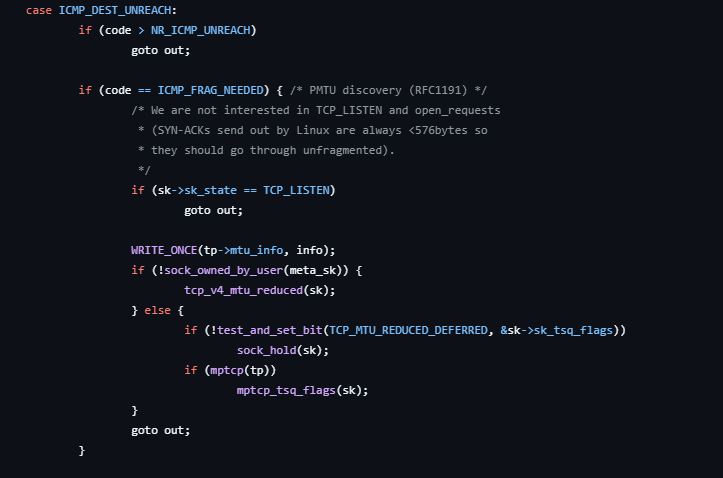 case ICMP_DEST_UNREACH:
if (code > NR_ICMP_UNREACH)
goto out;
if (code == ICMP_FRAG_NEEDED) { /* PMTU discovery (RFC1191) */
/* We are not interested in TCP_LISTEN and open_requests
* (SYN-ACKs send out by Linux are always <576bytes so
* they should go through unfragmented).
*/
if (sk->sk_state == TCP_LISTEN)
goto out;
WRITE_ONCE(tp->mtu_info, info);
if (!sock_owned_by_user(meta_sk)) {
tcp_v4_mtu_reduced(sk);
} else {
if (!test_and_set_bit(TCP_MTU_REDUCED_DEFERRED, &sk->sk_tsq_flags))
sock_hold(sk);
if (mptcp(tp))
mptcp_tsq_flags(sk);
}
goto out;
}